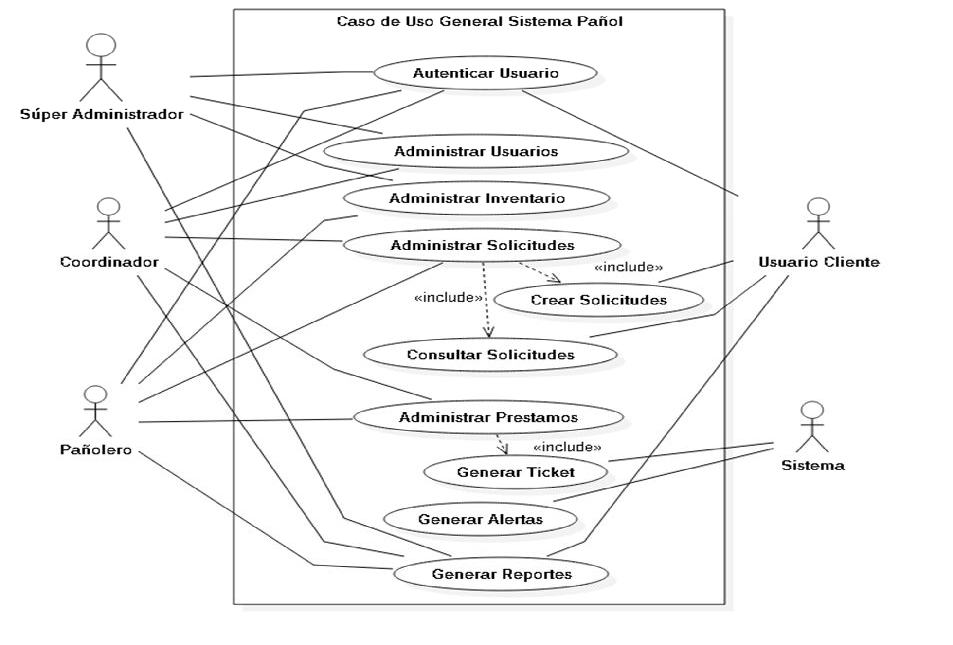 Caso de Uso General Sistema Pañol
Autenticar Usuario
Súper Administrador
Administrar Usuarios
Administrar Inventario
Administrar Solicitudes
Coordinador
Usuario Cliente
«include»
«include»
Crear Solicitudes
Consultar Solicitudes
Administrar Prestamos
Pañolero
«include»
Sistema
Generar Ticket
Generar Alertas
Generar Reportes